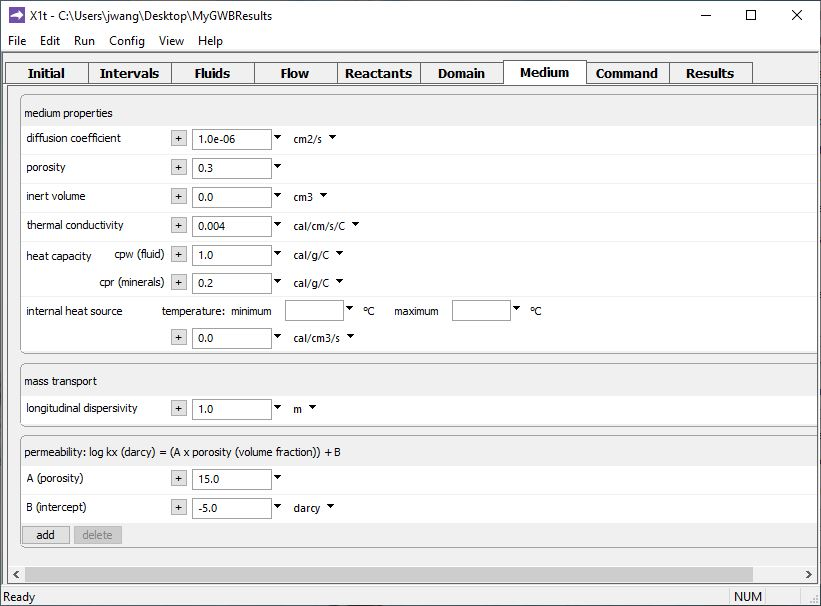 X1t - C:\Users\jwang\Desktop\MyGWBResults
File Edit Run Config View Help
Initial Intervals Fluids Flow Reactants Domain Medium Command Results
medium properties
diffusion coefficient + 1.0e-06 cm2/s
porosity + 0.3
inert volume + 0.0 cm3
thermal conductivity + 0.004 cal/cm/s/C
heat capacity cpw (fluid) + 1.0 cal/g/C
cpr (minerals) + 0.2 cal/g/C
internal heat source temperature: minimum ºC maximum ºC
+ 0.0 cal/cm3/s
mass transport
longitudinal dispersivity + 1.0 m
permeability: log kx (darcy) = (A x porosity (volume fraction)) + B
A (porosity) + 15.0
B (intercept) + -5.0 darcy
add delete
Ready NUM